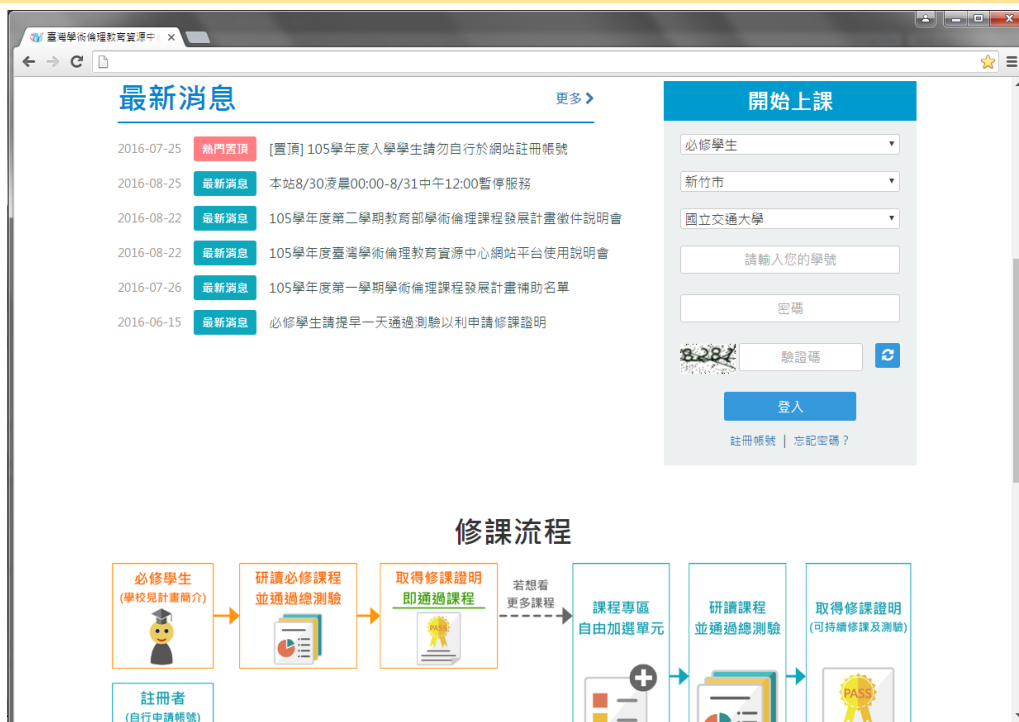 臺灣學術倫理教育資源中
最新消息
更多
2016-07-25 熱門置頂 [置頂] 105學年度入學學生請勿自行於網站註冊帳號
2016-08-25 最新消息 本站8/30凌晨00:00-8/31中午12:00暫停服務
2016-08-22 最新消息 105學年度第二學期教育部學術倫理課程發展計畫徵件說明會
2016-08-22 最新消息 105學年度臺灣學術倫理教育資源中心網站平台使用說明會
2016-07-26 最新消息 105學年度第一學期學術倫理課程發展計畫補助名單
2016-06-15 最新消息 必修學生請提早一天通過測驗以利申請修課證明
開始上課
必修學生
新竹市
國立交通大學
請輸入您的學號
密碼
8281 驗證碼
登入
註冊帳號 | 忘記密碼？
修課流程
必修學生
(學校見計畫簡介)
研讀必修課程
並通過總測驗
取得修課證明
即通過課程
PASS
若想看
更多課程
課程專區
自由加選單元
研讀課程
並通過總測驗
取得修課證明
(可持續修課及測驗)
PASS
註冊者
(自行申請帳號)